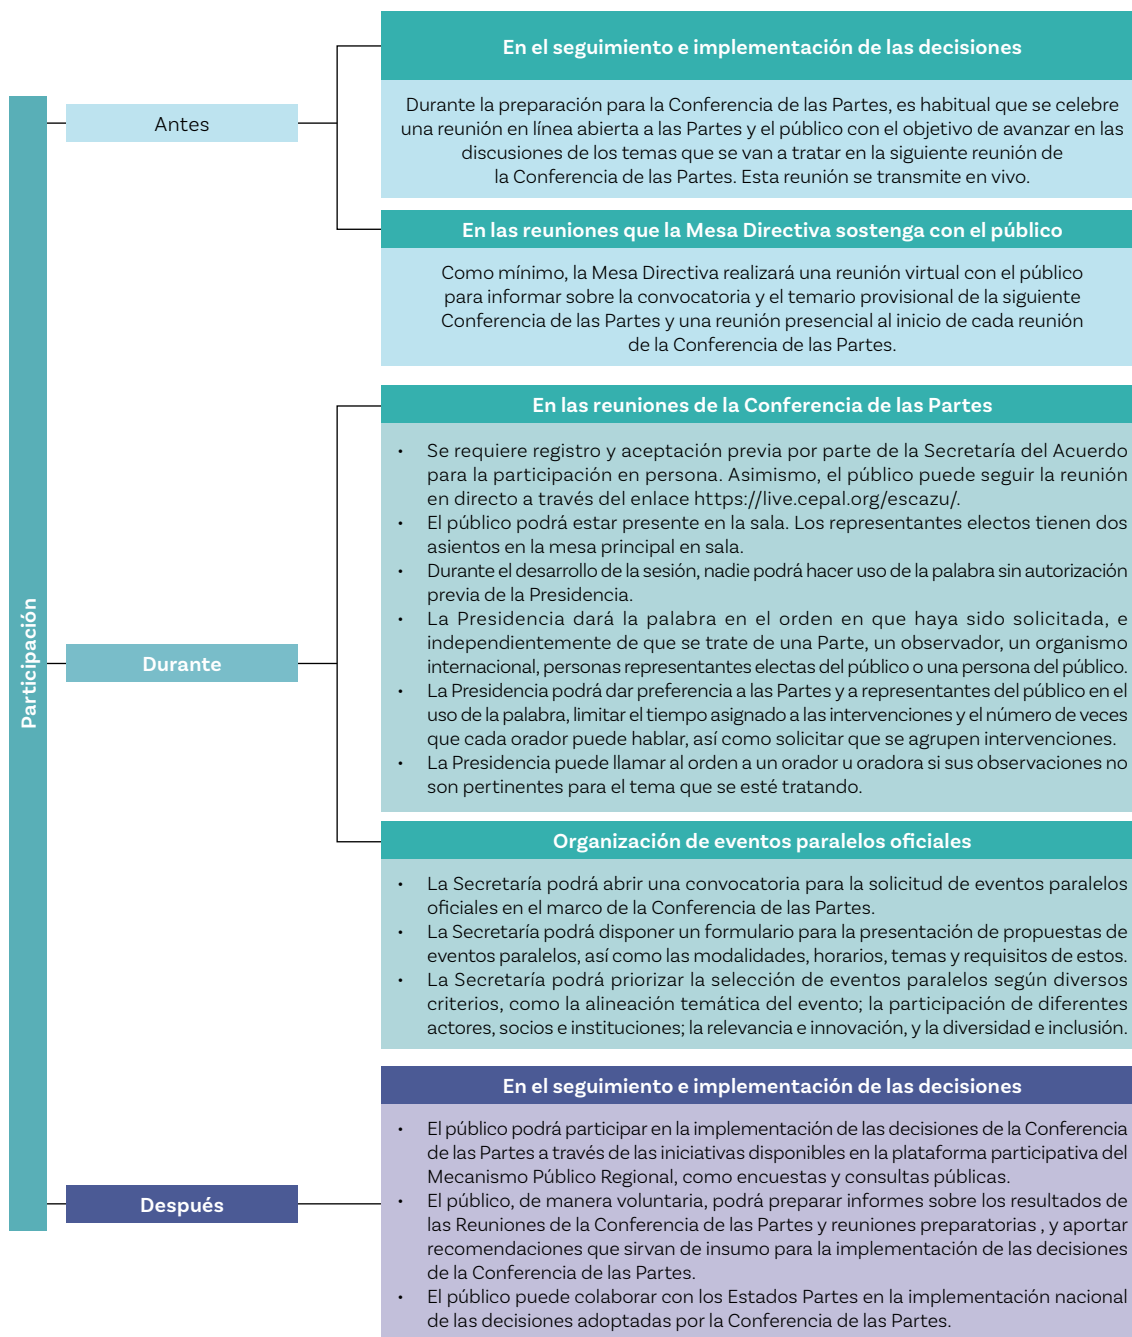 Participación
Antes
En el seguimiento e implementación de las decisiones
Durante la preparación para la Conferencia de las Partes, es habitual que se celebre
una reunión en línea abierta a las Partes y el público con el objetivo de avanzar en las
discusiones de los temas que se van a tratar en la siguiente reunión de
la Conferencia de las Partes. Esta reunión se transmite en vivo.
En las reuniones que la Mesa Directiva sostenga con el público
Como mínimo, la Mesa Directiva realizará una reunión virtual con el público
para informar sobre la convocatoria y el temario provisional de la siguiente
Conferencia de las Partes y una reunión presencial al inicio de cada reunión
de la Conferencia de las Partes.
Durante
En las reuniones de la Conferencia de las Partes
• Se requiere registro y aceptación previa por parte de la Secretaría del Acuerdo
para la participación en persona. Asimismo, el público puede seguir la reunión
en directo a través del enlace https://live.cepal.org/escazu/.
• El público podrá estar presente en la sala. Los representantes electos tienen dos
asientos en la mesa principal en sala.
• Durante el desarrollo de la sesión, nadie podrá hacer uso de la palabra sin autorización
previa de la Presidencia.
• La Presidencia dará la palabra en el orden en que haya sido solicitada, e
independientemente de que se trate de una Parte, un observador, un organismo
internacional, personas representantes electas del público o una persona del público.
• La Presidencia podrá dar preferencia a las Partes y a representantes del público en el
uso de la palabra, limitar el tiempo asignado a las intervenciones y el número de veces
que cada orador puede hablar, así como solicitar que se agrupen intervenciones.
• La Presidencia puede llamar al orden a un orador u oradora si sus observaciones no
son pertinentes para el tema que se esté tratando.
Organización de eventos paralelos oficiales
• La Secretaría podrá abrir una convocatoria para la solicitud de eventos paralelos
oficiales en el marco de la Conferencia de las Partes.
• La Secretaría podrá disponer un formulario para la presentación de propuestas de
eventos paralelos, así como las modalidades, horarios, temas y requisitos de estos.
• La Secretaría podrá priorizar la selección de eventos paralelos según diversos
criterios, como la alineación temática del evento; la participación de diferentes
actores, socios e instituciones; la relevancia e innovación, y la diversidad e inclusión.
Después
En el seguimiento e implementación de las decisiones
• El público podrá participar en la implementación de las decisiones de la Conferencia
de las Partes a través de las iniciativas disponibles en la plataforma participativa del
Mecanismo Público Regional, como encuestas y consultas públicas.
• El público, de manera voluntaria, podrá preparar informes sobre los resultados de
las Reuniones de la Conferencia de las Partes y reuniones preparatorias , y aportar
recomendaciones que sirvan de insumo para la implementación de las decisiones
de la Conferencia de las Partes.
• El público puede colaborar con los Estados Partes en la implementación nacional
de las decisiones adoptadas por la Conferencia de las Partes.